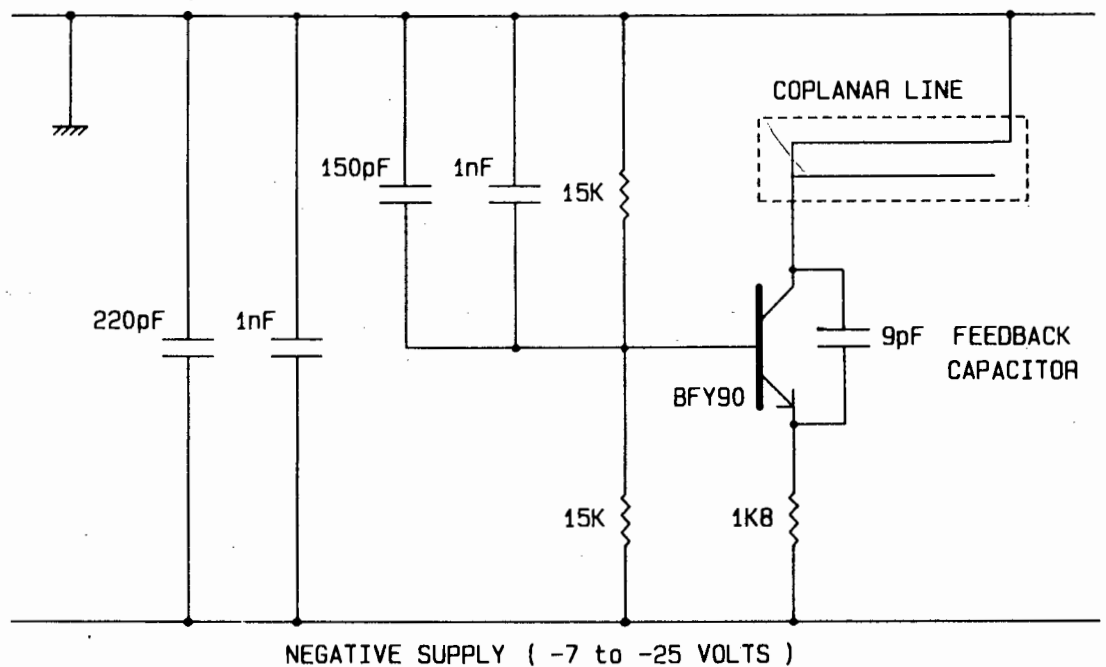 COPLANAR LINE
150pF
1nF
15K
220pF
1nF
9pF
FEEDBACK
CAPACITOR
BFY90
15K
1K8
NEGATIVE SUPPLY ( -7 to -25 VOLTS )